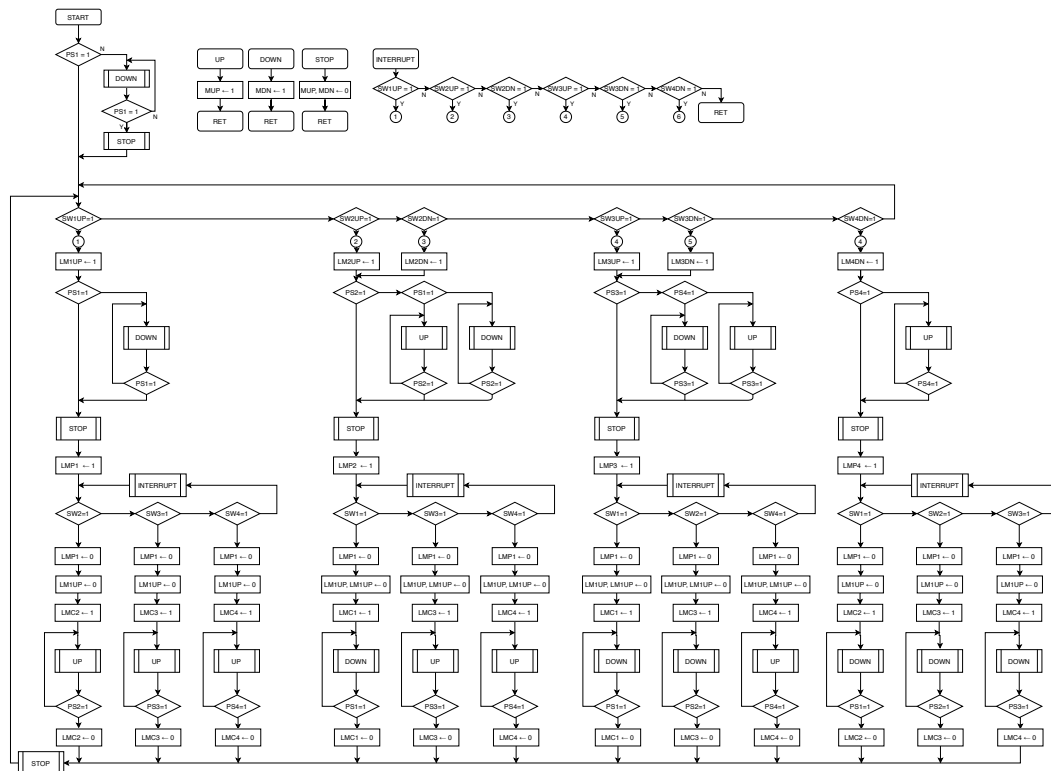 START
PS1 = 1
N
DOWN
PS1 = 1
N
Y
STOP
UP
MUP ← 1
RET
DOWN
MDN ← 1
RET
STOP
MUP, MDN ← 0
RET
INTERRUPT
SW1UP = 1 N SW2UP = 1 N SW2DN = 1 N SW3UP = 1 N SW3DN = 1 N SW4DN = 1 N
Y Y Y Y Y Y
1 2 3 4 5 6
RET
SW1UP=1 SW2UP=1 SW2DN=1 SW3UP=1 SW3DN=1 SW4DN=1
1 2 3 4 5 4
LM1UP ← 1 LM2UP ← 1 LM2DN ← 1 LM3UP ← 1 LM3DN ← 1 LM4DN ← 1
PS1=1 PS2=1 PS1=1 PS3=1 PS4=1 PS4=1
DOWN UP DOWN DOWN UP UP
PS1=1 PS2=1 PS2=1 PS3=1 PS3=1 PS4=1
STOP STOP STOP STOP
LMP1 ← 1 LMP2 ← 1 LMP3 ← 1 LMP4 ← 1
INTERRUPT INTERRUPT INTERRUPT INTERRUPT
SW2=1 SW3=1 SW4=1 SW1=1 SW3=1 SW4=1 SW1=1 SW2=1 SW4=1 SW1=1 SW2=1 SW3=1
LMP1 ← 0 LMP1 ← 0 LMP1 ← 0 LMP1 ← 0 LMP1 ← 0 LMP1 ← 0 LMP1 ← 0 LMP1 ← 0 LMP1 ← 0 LMP1 ← 0 LMP1 ← 0 LMP1 ← 0
LM1UP ← 0 LM1UP ← 0 LM1UP ← 0 LM1UP, LM1UP ← 0 LM1UP, LM1UP ← 0 LM1UP, LM1UP ← 0 LM1UP, LM1UP ← 0 LM1UP, LM1UP ← 0 LM1UP, LM1UP ← 0 LM1UP ← 0 LM1UP ← 0 LM1UP ← 0
LMC2 ← 1 LMC3 ← 1 LMC4 ← 1 LMC1 ← 1 LMC3 ← 1 LMC4 ← 1 LMC1 ← 1 LMC3 ← 1 LMC4 ← 1 LMC2 ← 1 LMC3 ← 1 LMC4 ← 1
UP UP UP DOWN UP UP DOWN DOWN UP DOWN DOWN DOWN
PS2=1 PS3=1 PS4=1 PS1=1 PS3=1 PS4=1 PS1=1 PS2=1 PS4=1 PS1=1 PS2=1 PS3=1
LMC2 ← 0 LMC3 ← 0 LMC4 ← 0 LMC1 ← 0 LMC3 ← 0 LMC4 ← 0 LMC1 ← 0 LMC3 ← 0 LMC4 ← 0 LMC2 ← 0 LMC3 ← 0 LMC4 ← 0
STOP